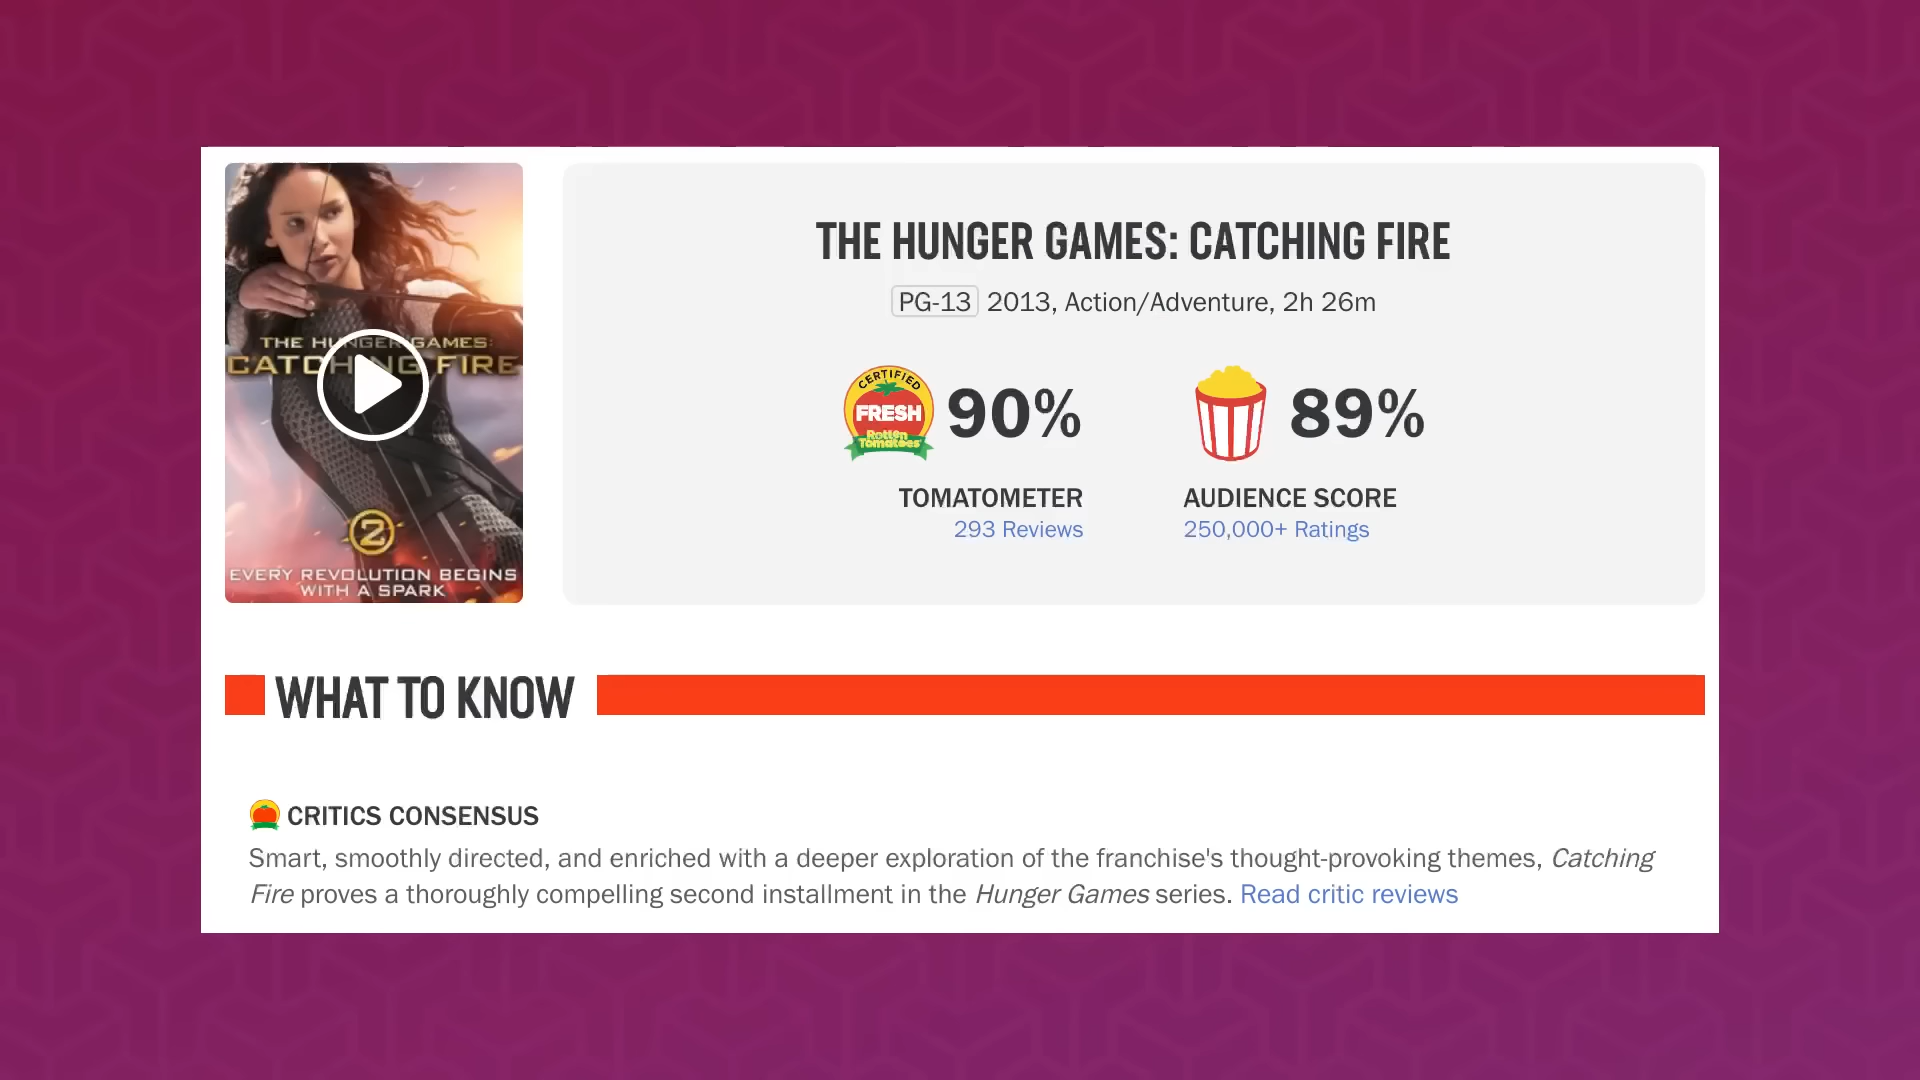 THE HUNGER GAMES:
CATCHING FIRE
2
EVERY REVOLUTION BEGINS
WITH A SPARK
THE HUNGER GAMES: CATCHING FIRE
PG-13 2013, Action/Adventure, 2h 26m
CERTIFIED
FRESH
Rotten
Tomatoes
90%
89%
TOMATOMETER
293 Reviews
AUDIENCE SCORE
250,000+ Ratings
WHAT TO KNOW
CRITICS CONSENSUS
Smart, smoothly directed, and enriched with a deeper exploration of the franchise's thought-provoking themes, Catching
Fire proves a thoroughly compelling second installment in the Hunger Games series. Read critic reviews